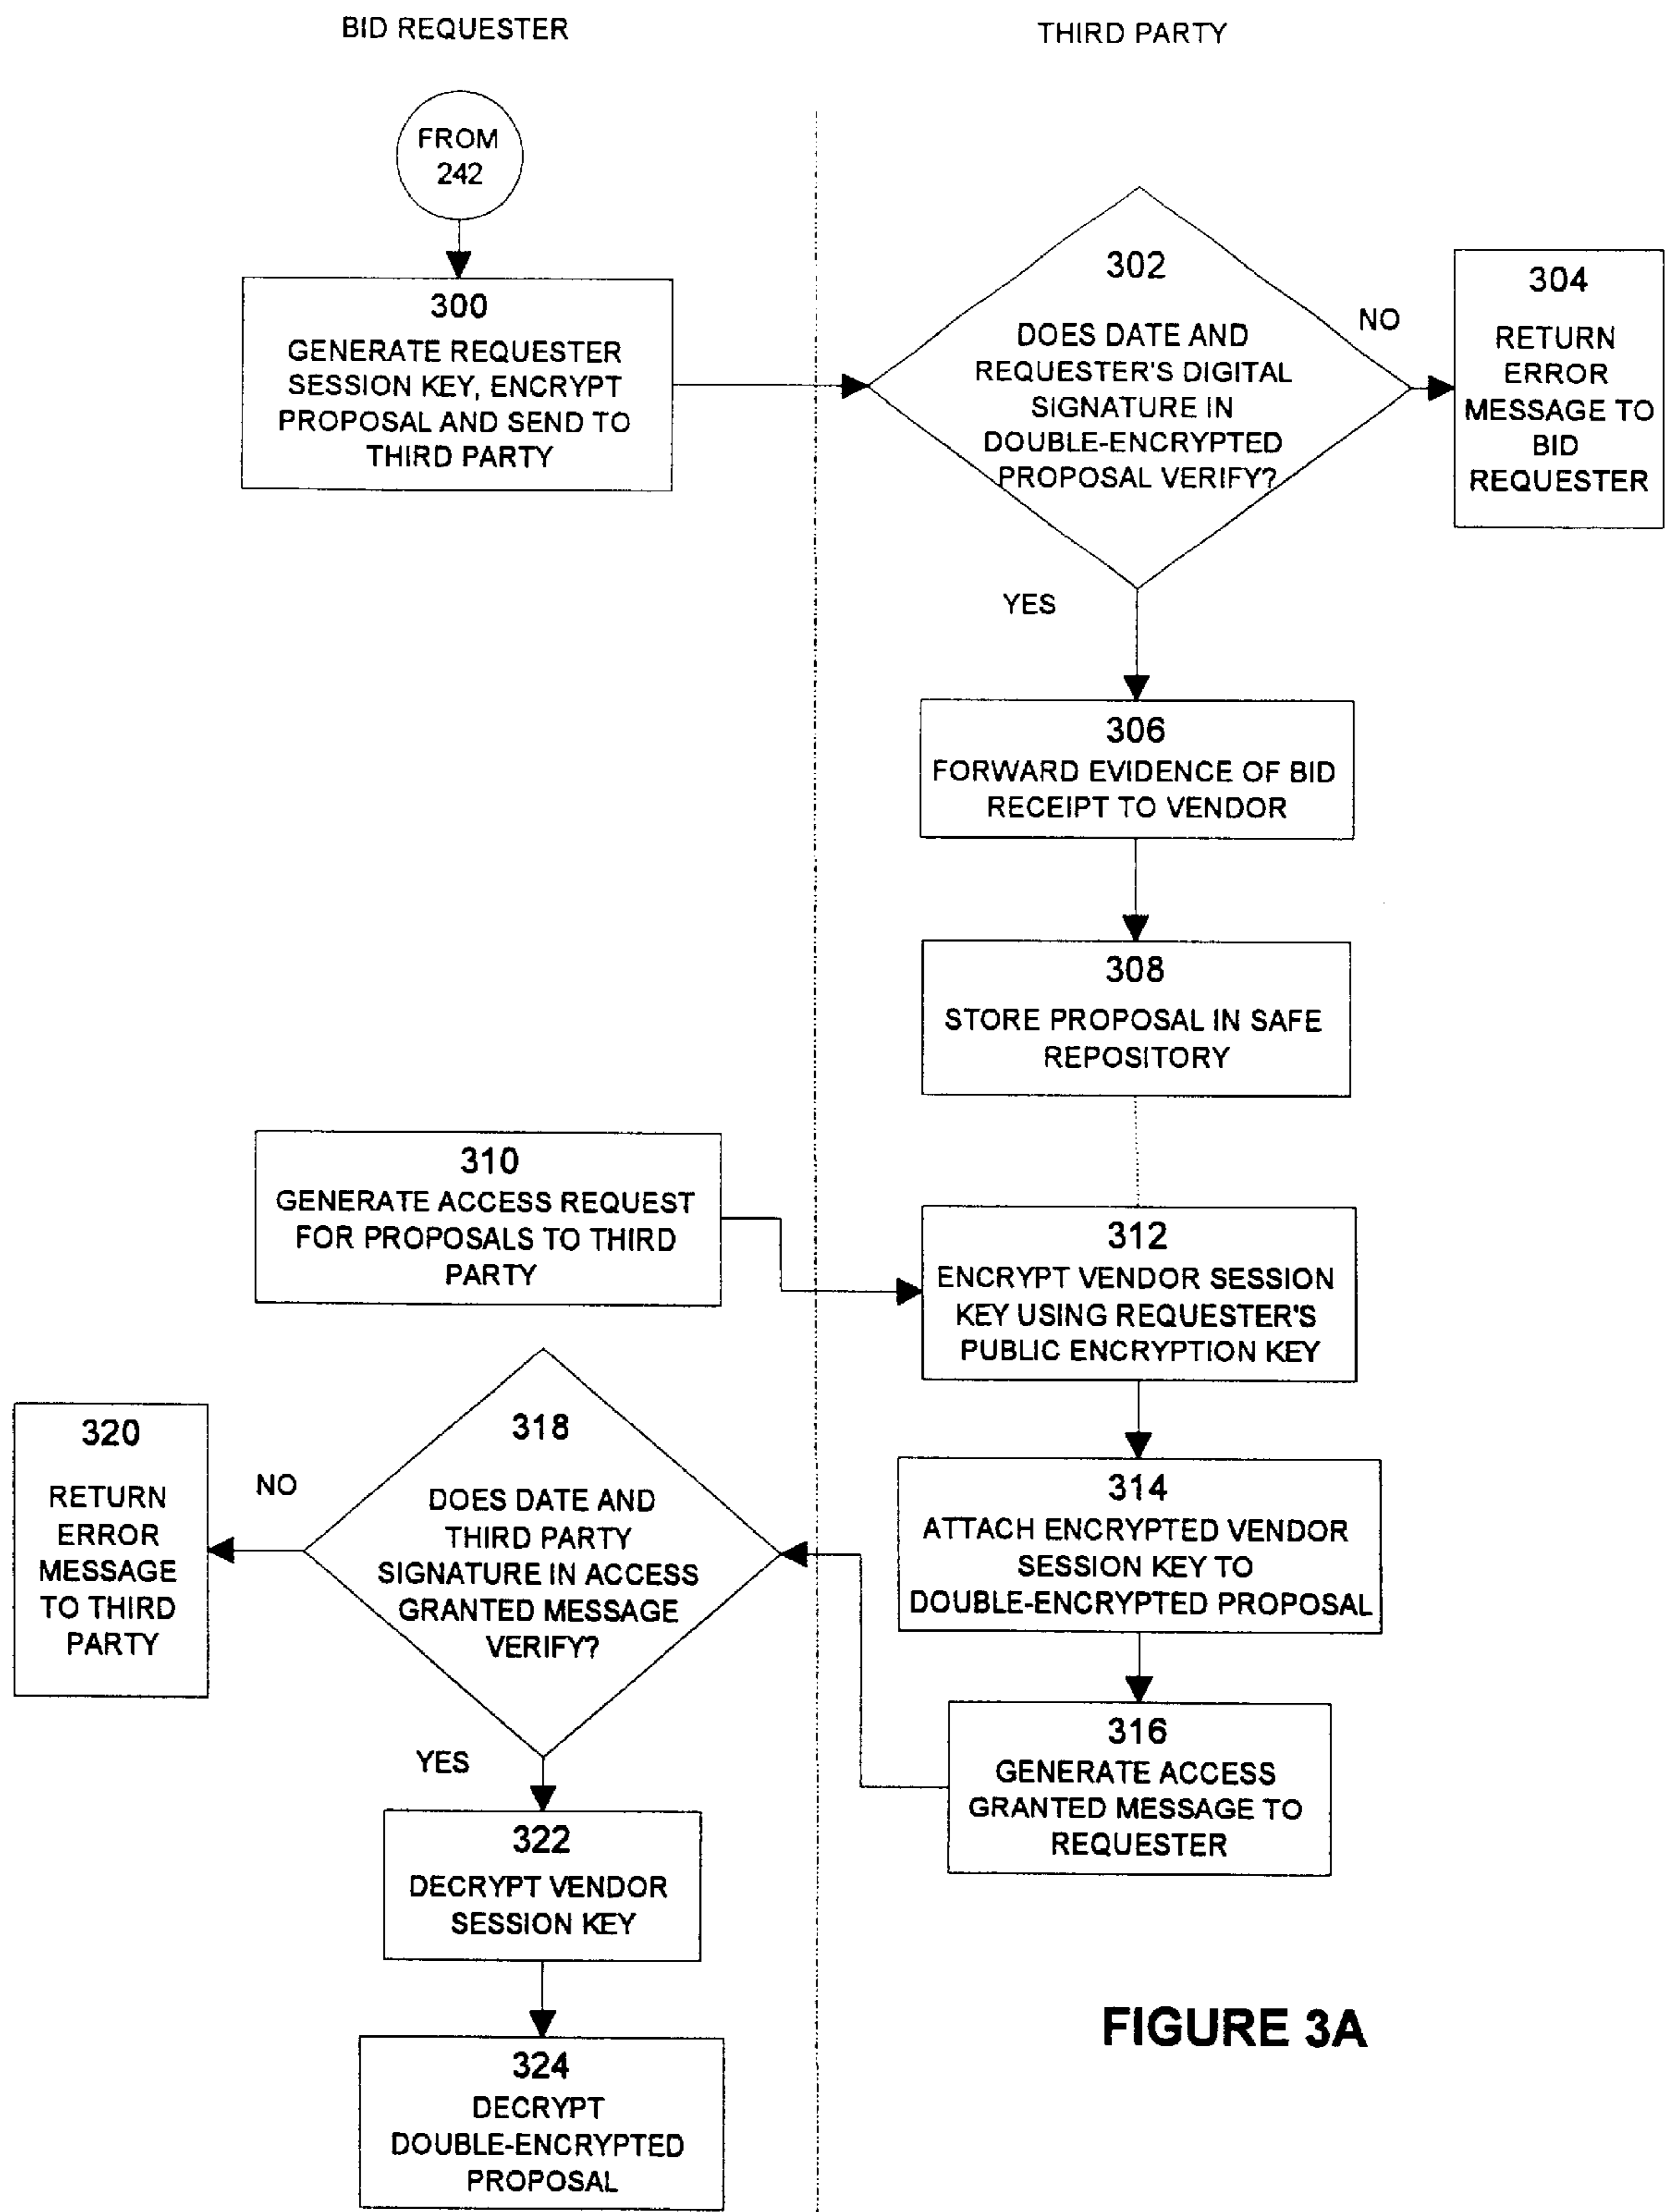 BID REQUESTER
THIRD PARTY
FROM
242
300
GENERATE REQUESTER
SESSION KEY, ENCRYPT
PROPOSAL AND SEND TO
THIRD PARTY
302
DOES DATE AND
REQUESTER'S DIGITAL
SIGNATURE IN
DOUBLE-ENCRYPTED
PROPOSAL VERIFY?
NO
304
RETURN
ERROR
MESSAGE TO
BID
REQUESTER
YES
306
FORWARD EVIDENCE OF BID
RECEIPT TO VENDOR
308
STORE PROPOSAL IN SAFE
REPOSITORY
310
GENERATE ACCESS REQUEST
FOR PROPOSALS TO THIRD
PARTY
312
ENCRYPT VENDOR SESSION
KEY USING REQUESTER'S
PUBLIC ENCRYPTION KEY
314
ATTACH ENCRYPTED VENDOR
SESSION KEY TO
DOUBLE-ENCRYPTED PROPOSAL
316
GENERATE ACCESS
GRANTED MESSAGE TO
REQUESTER
318
DOES DATE AND
THIRD PARTY
SIGNATURE IN ACCESS
GRANTED MESSAGE
VERIFY?
NO
320
RETURN
ERROR
MESSAGE
TO THIRD
PARTY
YES
322
DECRYPT VENDOR
SESSION KEY
324
DECRYPT
DOUBLE-ENCRYPTED
PROPOSAL
FIGURE 3A